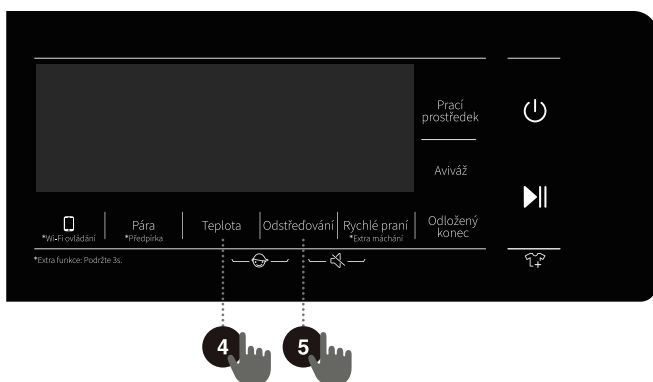 Prací
prostředek
Aviváž
*Wi-Fi ovládání
Pára
*Předpírka
Teplota
Odstřeďování
Rychlé praní
*Extra máchání
Odložený
konec
*Extra funkce: Podržte 3s.
4
5